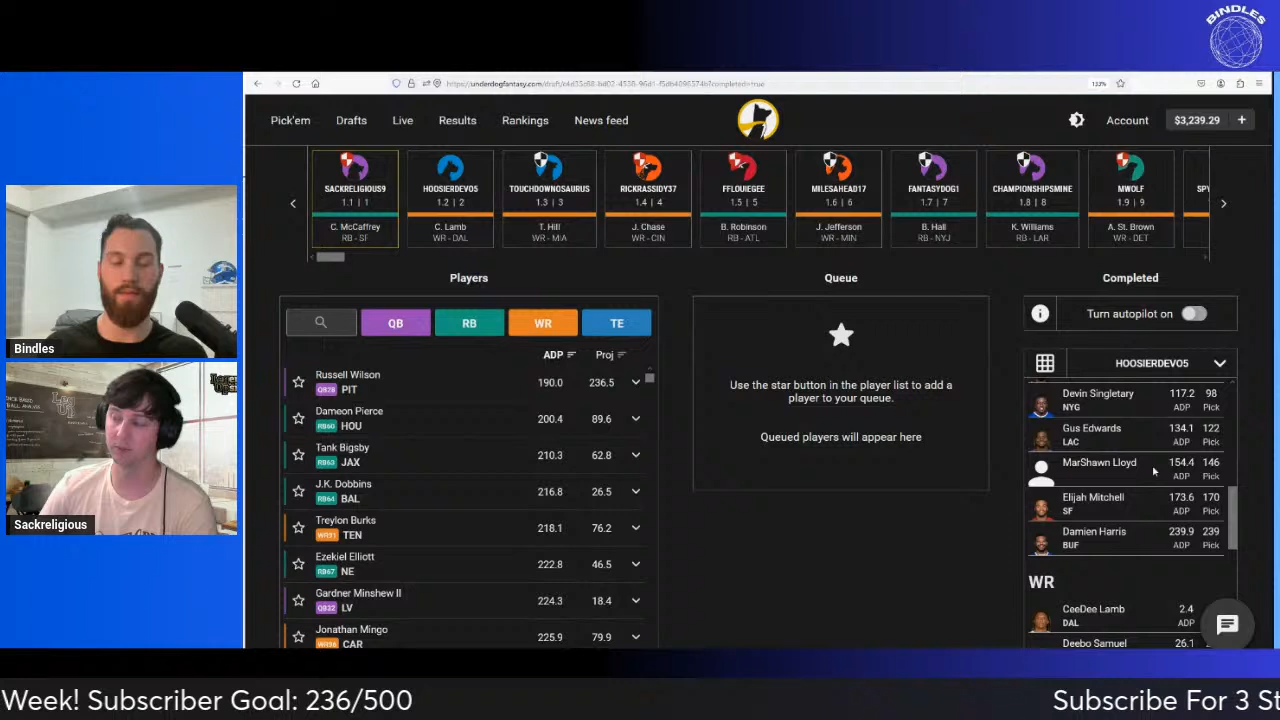 BINDLES
Pick'em
Drafts
Live
Results
Rankings
News feed
Account
$3,239.29
SACKRELIGIOUS9
1.1 | 1
C. McCaffrey
RB - SF
HOOSIERDEVO5
1.2 | 2
C. Lamb
WR - DAL
TOUCHDOWNOSAURUS
1.3 | 3
T. Hill
WR - MIA
RICKRASSIDY37
1.4 | 4
J. Chase
WR - CIN
FFLOUIEGEE
1.5 | 5
B. Robinson
RB - ATL
MILESAHEAD17
1.6 | 6
J. Jefferson
WR - MIN
FANTASYDOG1
1.7 | 7
B. Hall
RB - NYJ
CHAMPIONSHIPSMINE
1.8 | 8
K. Williams
RB - LAR
MWOLF
1.9 | 9
A. St. Brown
WR - DET
Players
QB
RB
WR
TE
ADP
Proj
Russell Wilson
QB28 PIT
190.0
236.5
Dameon Pierce
RB60 HOU
200.4
89.6
Tank Bigsby
RB63 JAX
210.3
62.8
J.K. Dobbins
RB64 BAL
216.8
26.5
Treylon Burks
TEN
218.1
76.2
Ezekiel Elliott
RB67 NE
222.8
46.5
Gardner Minshew II
QB32 LV
224.3
18.4
Jonathan Mingo
CAR
225.9
79.9
Queue
Use the star button in the player list to add a
player to your queue.
Queued players will appear here
Completed
Turn autopilot on
HOOSIERDEVO5
Devin Singletary
NYG
117.2 98
ADP Pick
Gus Edwards
LAC
134.1 122
ADP Pick
MarShawn Lloyd
154.4 146
ADP Pick
Elijah Mitchell
SF
173.6 170
ADP Pick
Damien Harris
BUF
239.9 239
ADP Pick
WR
CeeDee Lamb
DAL
2.4
ADP
Deebo Samuel
26.1
Bindles
Sackreligious
Week! Subscriber Goal: 236/500
Subscribe For 3 St